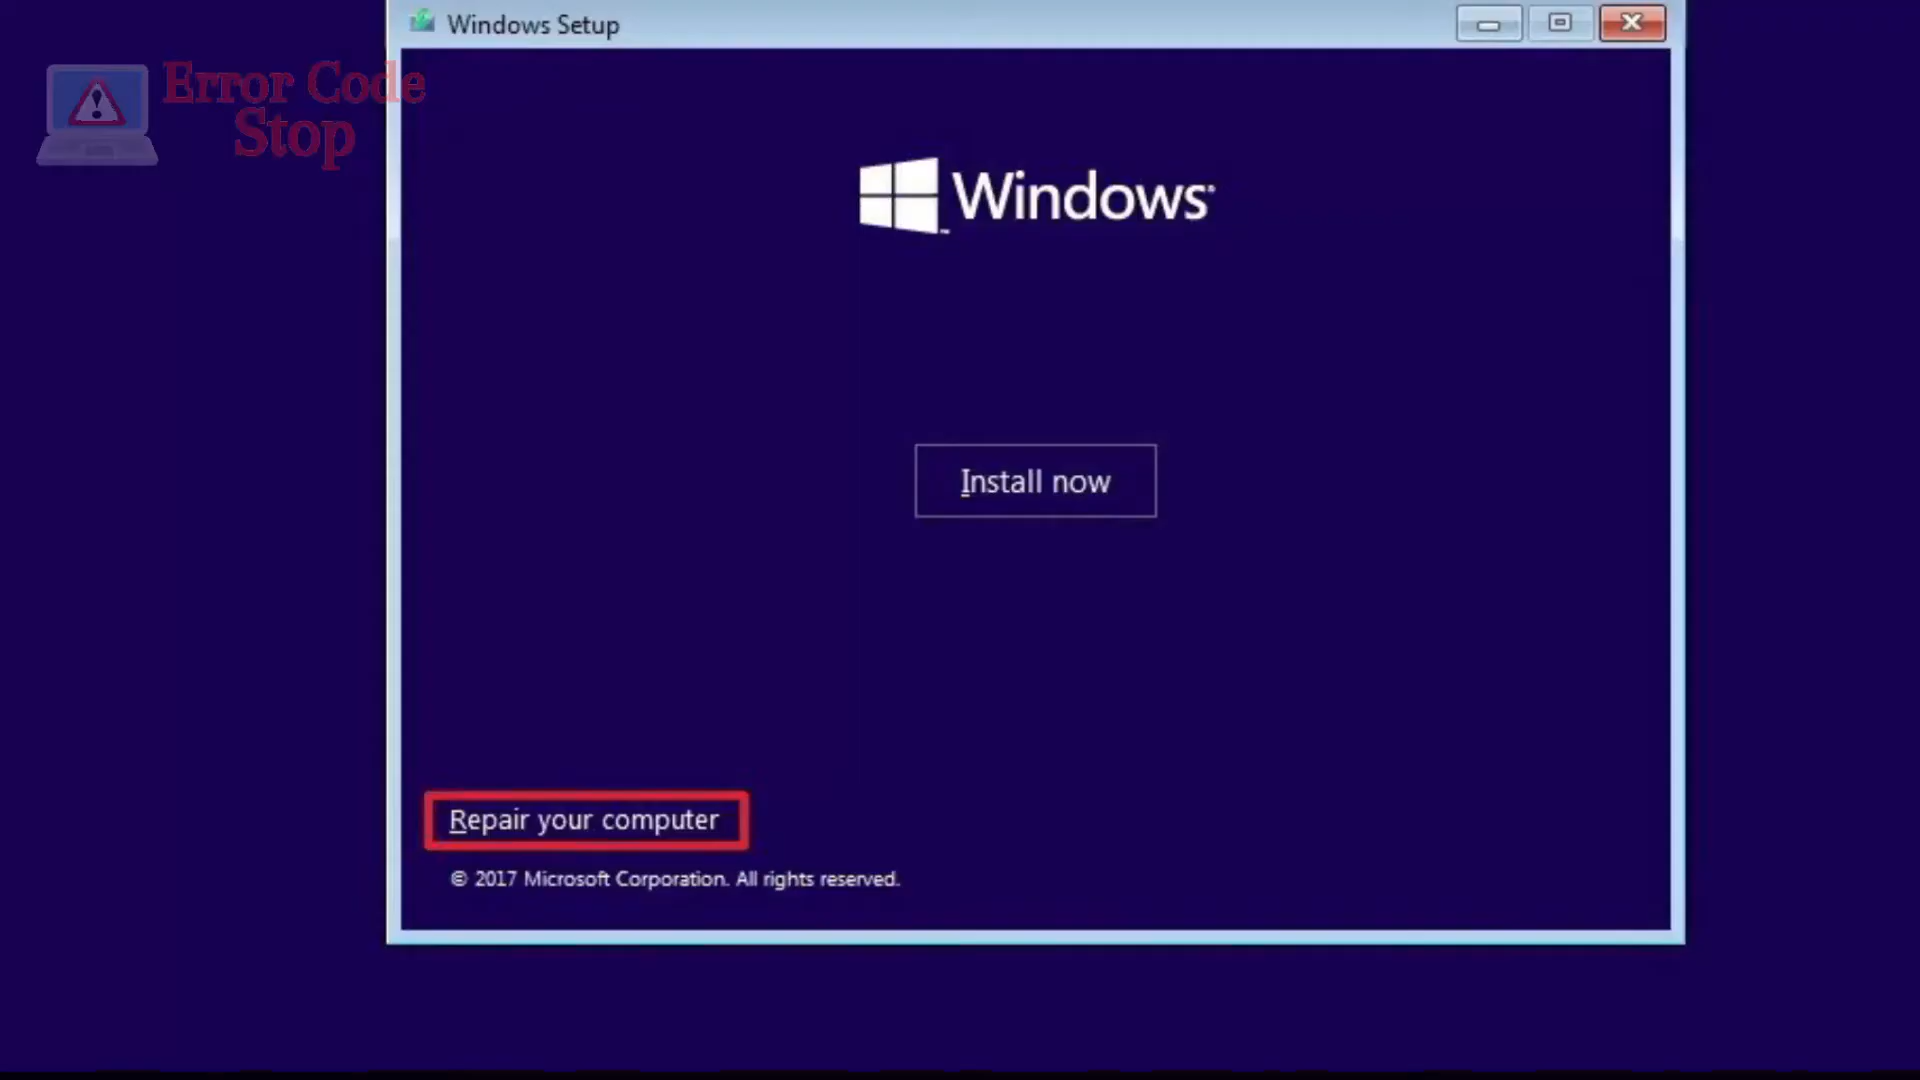 Windows Setup
Error Code
Stop
Windows
Install now
Repair your computer
© 2017 Microsoft Corporation. All rights reserved.